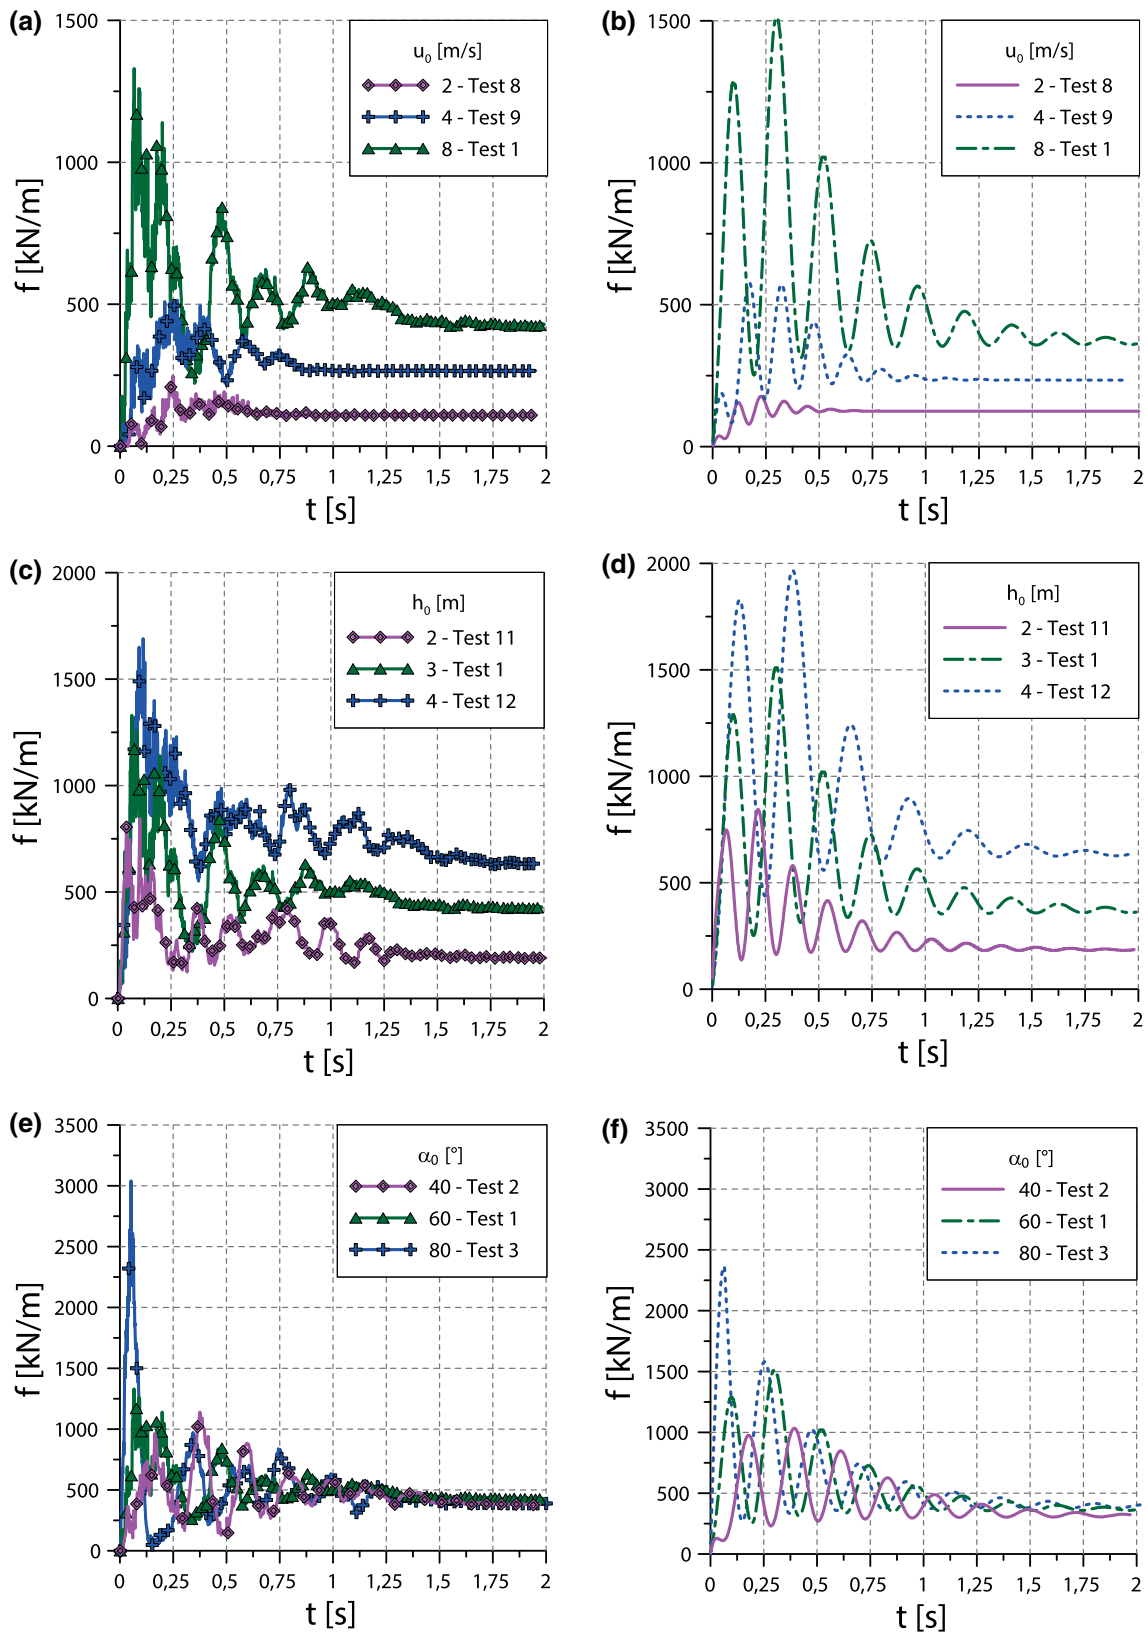 (a)
1500
1000
500
0
f [kN/m]
0 0,25 0,5 0,75 1 1,25 1,5 1,75 2
t [s]
u₀ [m/s]
2 - Test 8
4 - Test 9
8 - Test 1
(b)
1500
1000
500
0
f [kN/m]
0 0,25 0,5 0,75 1 1,25 1,5 1,75 2
t [s]
u₀ [m/s]
2 - Test 8
4 - Test 9
8 - Test 1
(c)
2000
1500
1000
500
0
f [kN/m]
0 0,25 0,5 0,75 1 1,25 1,5 1,75 2
t [s]
h₀ [m]
2 - Test 11
3 - Test 1
4 - Test 12
(d)
2000
1500
1000
500
0
f [kN/m]
0 0,25 0,5 0,75 1 1,25 1,5 1,75 2
t [s]
h₀ [m]
2 - Test 11
3 - Test 1
4 - Test 12
(e)
3500
3000
2500
2000
1500
1000
500
0
f [kN/m]
0 0,25 0,5 0,75 1 1,25 1,5 1,75 2
t [s]
α₀ [°]
40 - Test 2
60 - Test 1
80 - Test 3
(f)
3500
3000
2500
2000
1500
1000
500
0
f [kN/m]
0 0,25 0,5 0,75 1 1,25 1,5 1,75 2
t [s]
α₀ [°]
40 - Test 2
60 - Test 1
80 - Test 3